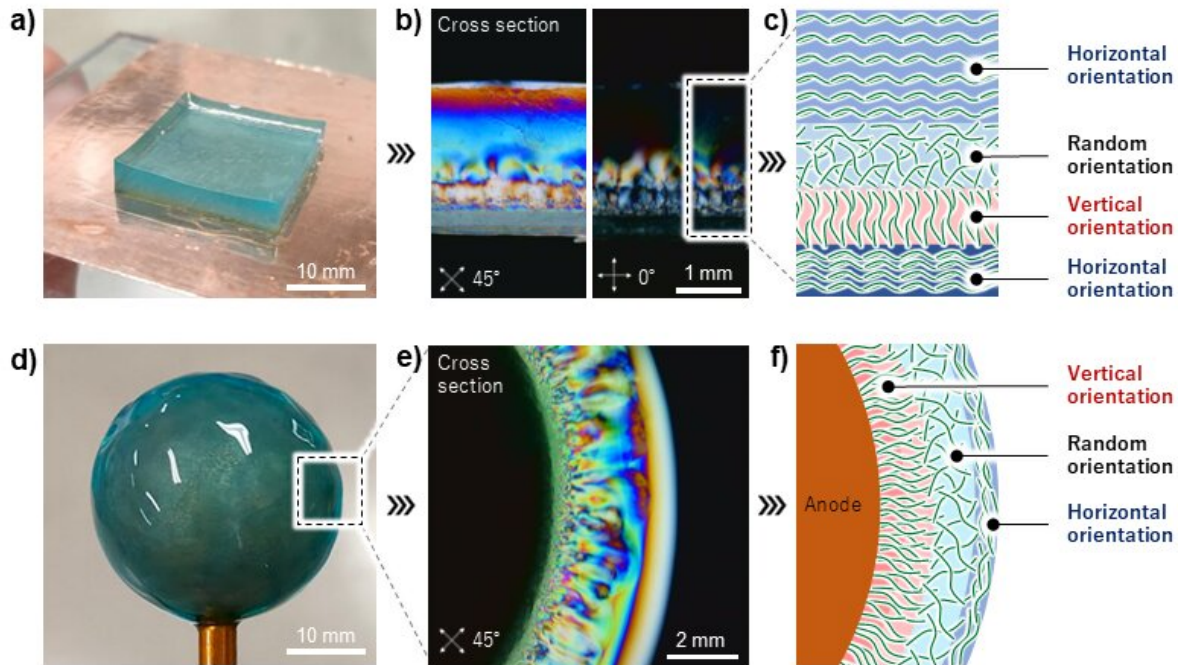 a)
10 mm
b)
Cross section
45°
0°
1 mm
c)
Horizontal
orientation
Random
orientation
Vertical
orientation
Horizontal
orientation
d)
10 mm
e)
Cross
section
45°
2 mm
f)
Anode
Vertical
orientation
Random
orientation
Horizontal
orientation